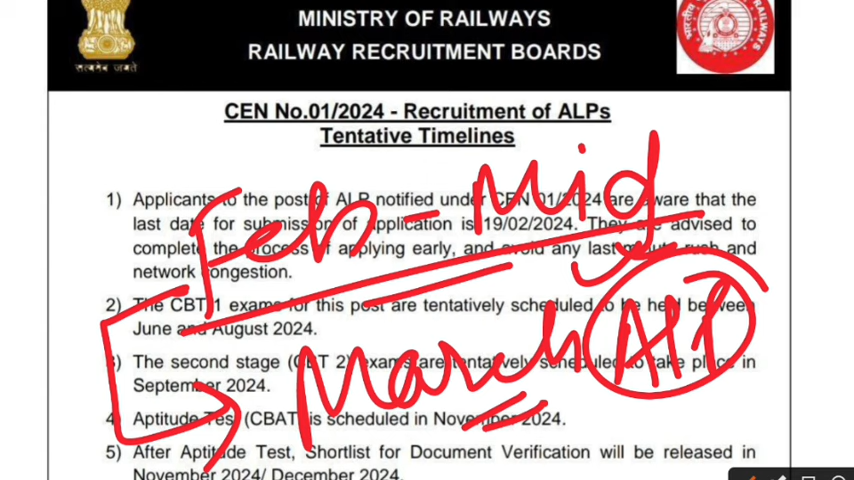 सत्यमेव जयते
MINISTRY OF RAILWAYS
RAILWAY RECRUITMENT BOARDS
CEN No.01/2024 - Recruitment of ALPs
Tentative Timelines
1) Applicants to the post of ALP notified under CEN 01/2024 are aware that the
last date for submission of application is 19/02/2024. They are advised to
complete the process of applying early, and avoid any last minute rush and
network congestion.
2) The CBT 1 exams for this post are tentatively scheduled to be held between
June and August 2024.
3) The second stage (CBT 2) exams are tentatively scheduled to take place in
September 2024.
4) Aptitude Test (CBAT) is scheduled in November 2024.
5) After Aptitude Test, Shortlist for Document Verification will be released in
November 2024/ December 2024.
Feb - Mid
March ALP